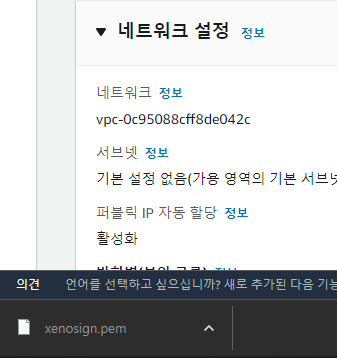 네트워크 설정 정보
네트워크 정보
vpc-0c95088cff8de042c
서브넷 정보
기본 설정 없음(가용 영역의 기본 서브넷
퍼블릭 IP 자동 할당 정보
활성화
의견 언어를 선택하고 싶으십니까? 새로 추가된 다음 기능
xenosign.pem